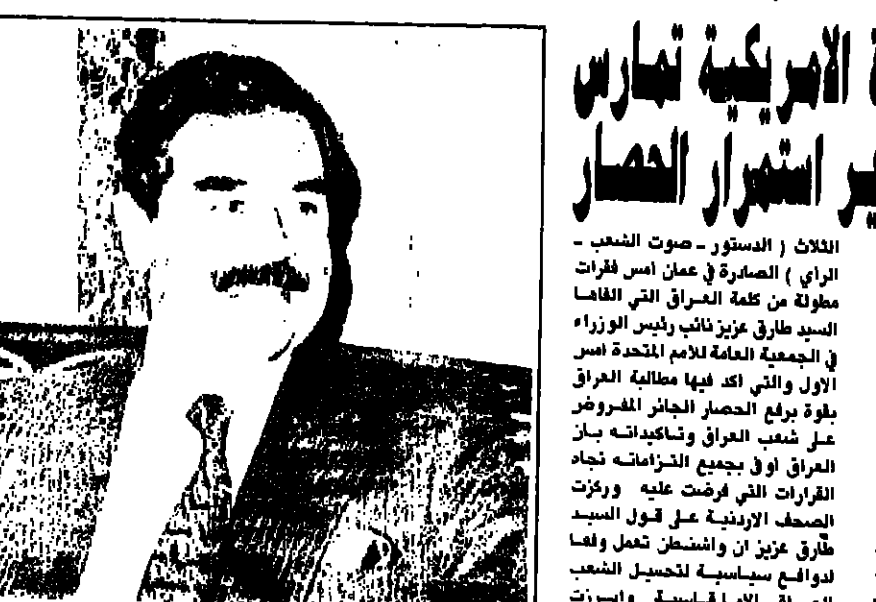 ة الامريكية تمارس
ير استمرار الحصار
الثلاث ( الدستور ـ صوت الشعب ـ
الراي ) الصادرة في عمان امس فقرات
مطولة من كلمة العراق التي القاها
السيد طارق عزيز نائب رئيس الوزراء
في الجمعية العامة للامم المتحدة امس
الاول والتي اكد فيها مطالبة العراق
بقوة برفع الحصار الجائر المفروض
على شعب العراق وتاكيداته بان
العراق اوفى بجميع التزاماته تجاه
القرارات التي فرضت عليه وركزت
الصحف الاردنية على قول السيد
طارق عزيز ان واشنطن تعمل وفقا
لدوافع سياسية لتحميل الشعب